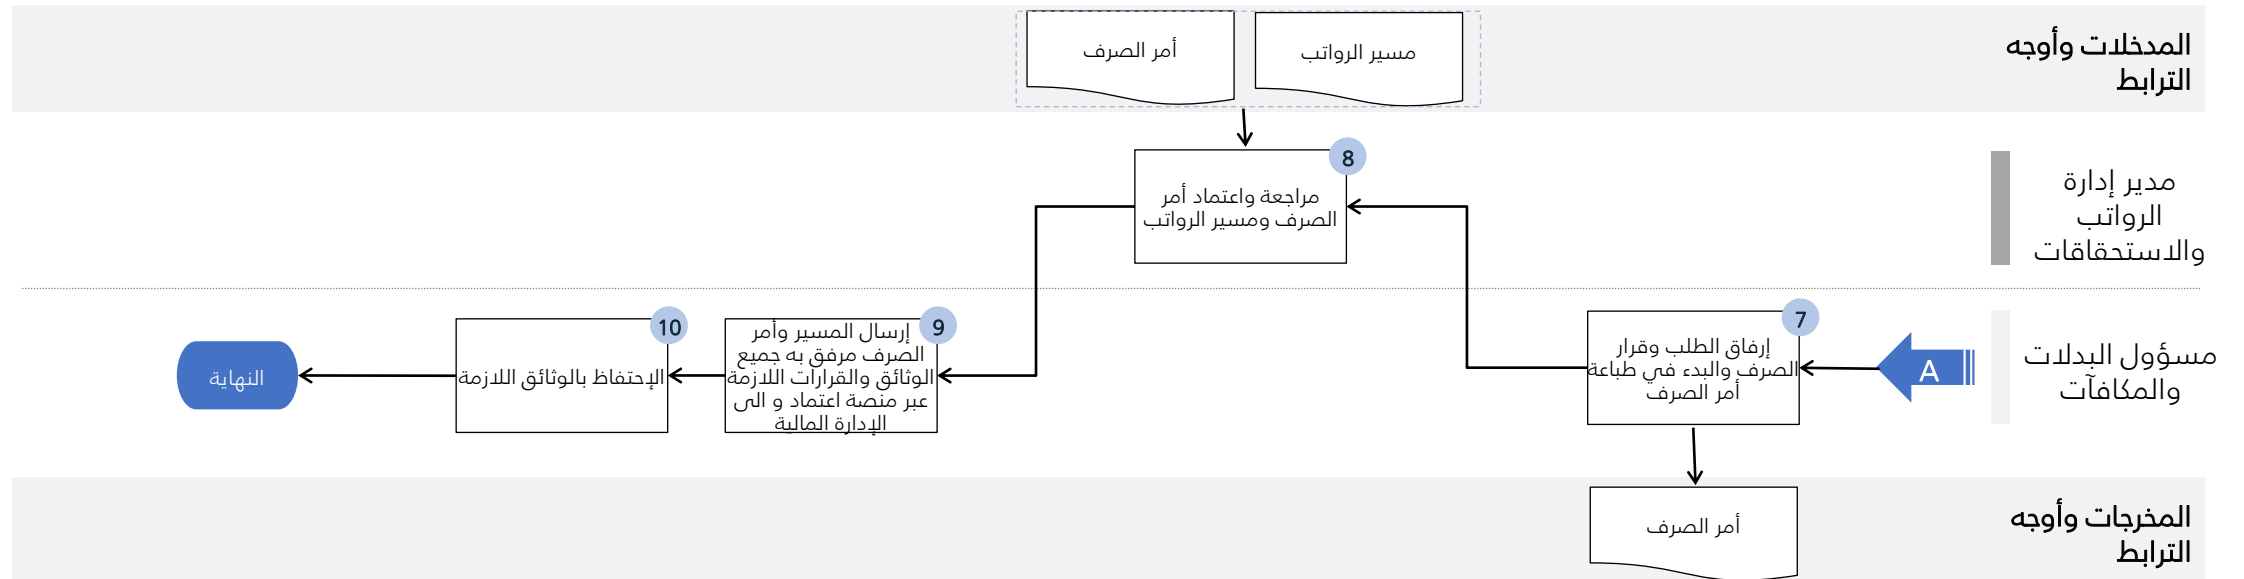 المدخلات وأوجه
الترابط
مسير الرواتب
أمر الصرف
مدير إدارة
الرواتب
والاستحقاقات
8
مراجعة واعتماد أمر
الصرف ومسير الرواتب
مسؤول البدلات
والمكافآت
A
7
إرفاق الطلب وقرار
الصرف والبدء في طباعة
أمر الصرف
9
إرسال المسير وأمر
الصرف مرفق به جميع
الوثائق والقرارات اللازمة
عبر منصة اعتماد و الى
الإدارة المالية
10
الإحتفاظ بالوثائق اللازمة
النهاية
المخرجات وأوجه
الترابط
أمر الصرف